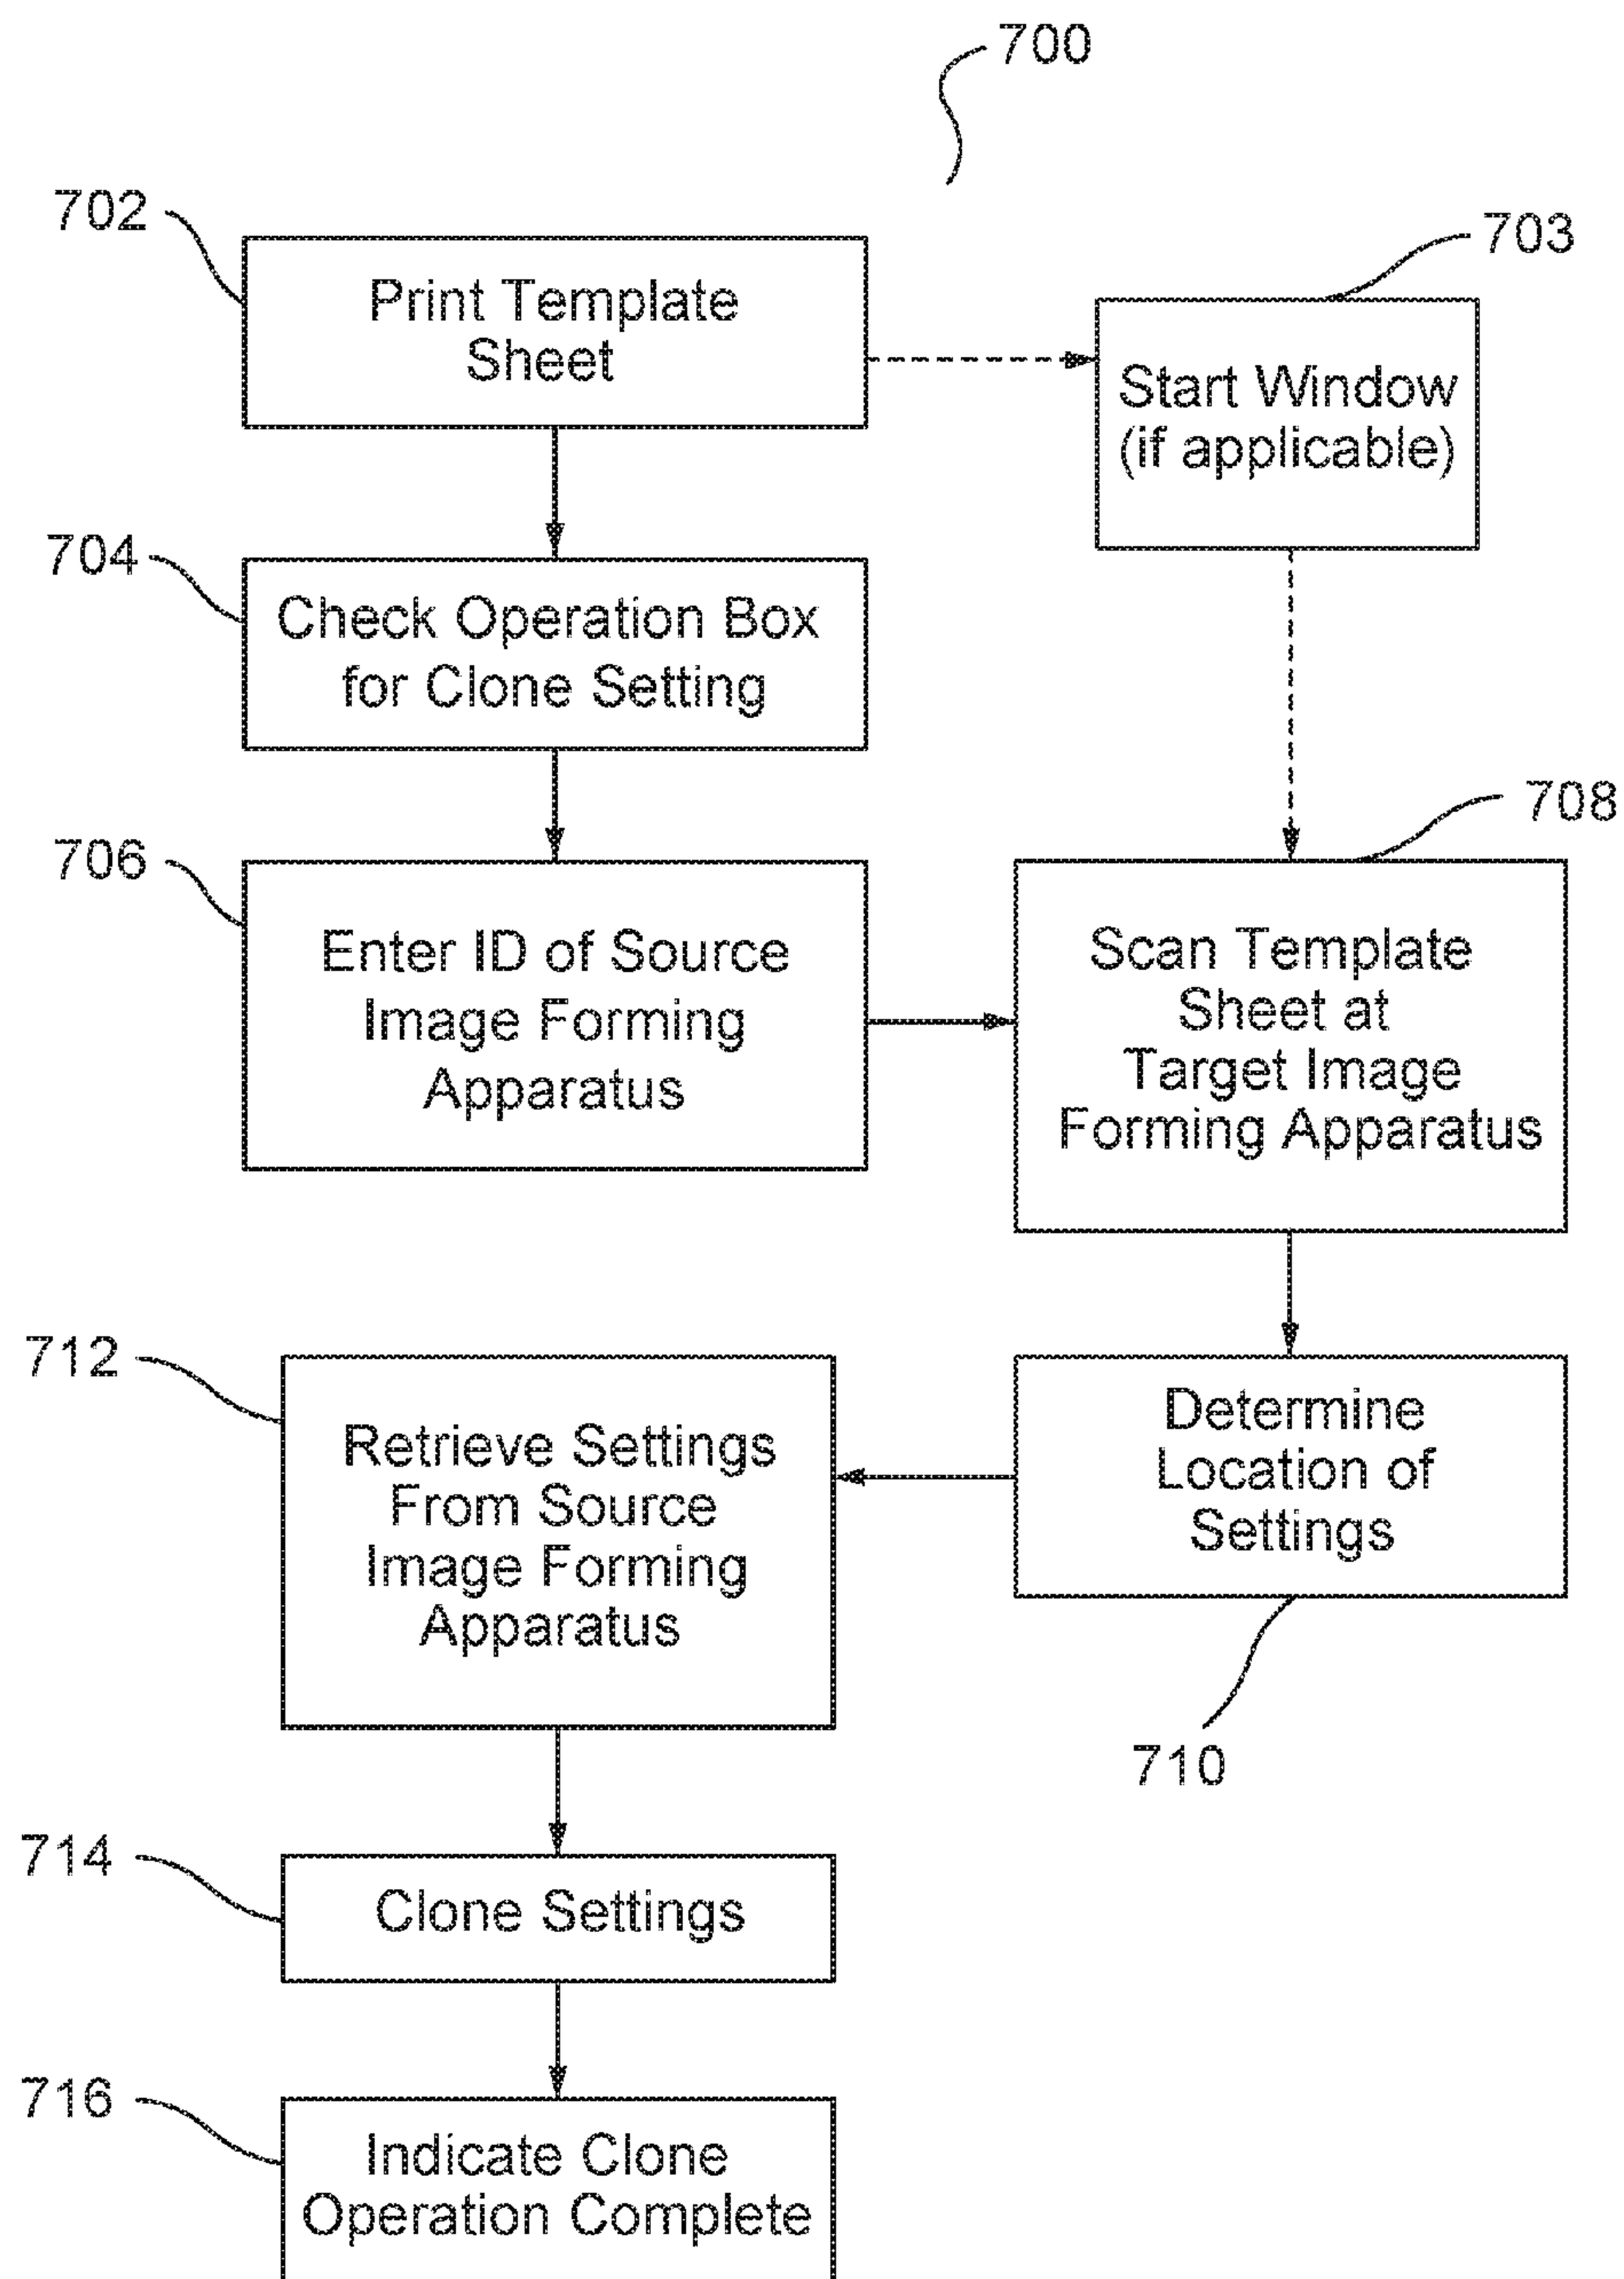 700
702
Print Template
Sheet
703
Start Window
(if applicable)
704
Check Operation Box
for Clone Setting
706
Enter ID of Source
Image Forming
Apparatus
708
Scan Template
Sheet at
Target Image
Forming Apparatus
712
Retrieve Settings
From Source
Image Forming
Apparatus
Determine
Location of
Settings
710
714
Clone Settings
716
Indicate Clone
Operation Complete